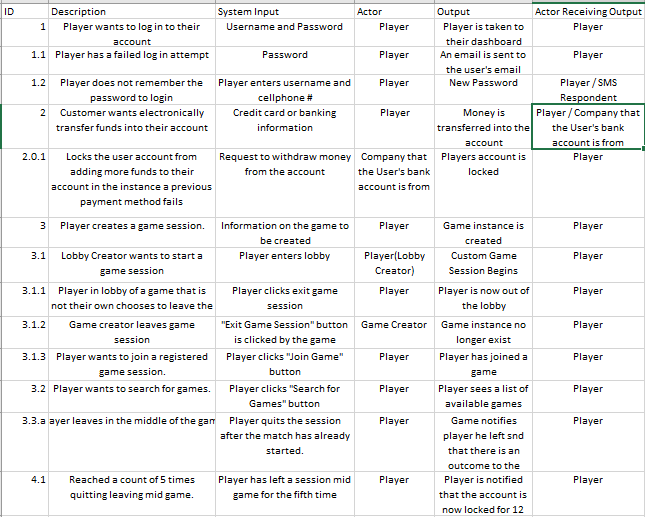 ID Description System Input Actor Output Actor Receiving Output
1 Player wants to log in to their account Username and Password Player Player is taken to their dashboard Player
1.1 Player has a failed log in attempt Password Player An email is sent to the user's email Player
1.2 Player does not remember the password to login Player enters username and cellphone # Player New Password Player / SMS Respondent
2 Customer wants electronically transfer funds into their account Credit card or banking information Player Money is transferred into the account Player / Company that the User's bank account is from
2.0.1 Locks the user account from adding more funds to their account in the instance a previous payment method fails Request to withdraw money from the account Company that the User's bank account is from Players account is locked Player
3 Player creates a game session. Information on the game to be created Player Game instance is created Player
3.1 Lobby Creator wants to start a game session Player enters lobby Player(Lobby Creator) Custom Game Session Begins Player
3.1.1 Player in lobby of a game that is not their own chooses to leave the Player clicks exit game session Player Player is now out of the lobby Player
3.1.2 Game creator leaves game session "Exit Game Session" button is clicked by the game Game Creator Game instance no longer exist Player
3.1.3 Player wants to join a registered game session. Player clicks "Join Game" button Player Player has joined a game Player
3.2 Player wants to search for games. Player clicks "Search for Games" button Player Player sees a list of available games Player
3.3.a ayer leaves in the middle of the gam Player quits the session after the match has already started. Player Game notifies player he left snd that there is an outcome to the Player
4.1 Reached a count of 5 times quitting leaving mid game. Player has left a session mid game for the fifth time Player Player is notified that the account is now locked for 12 Player